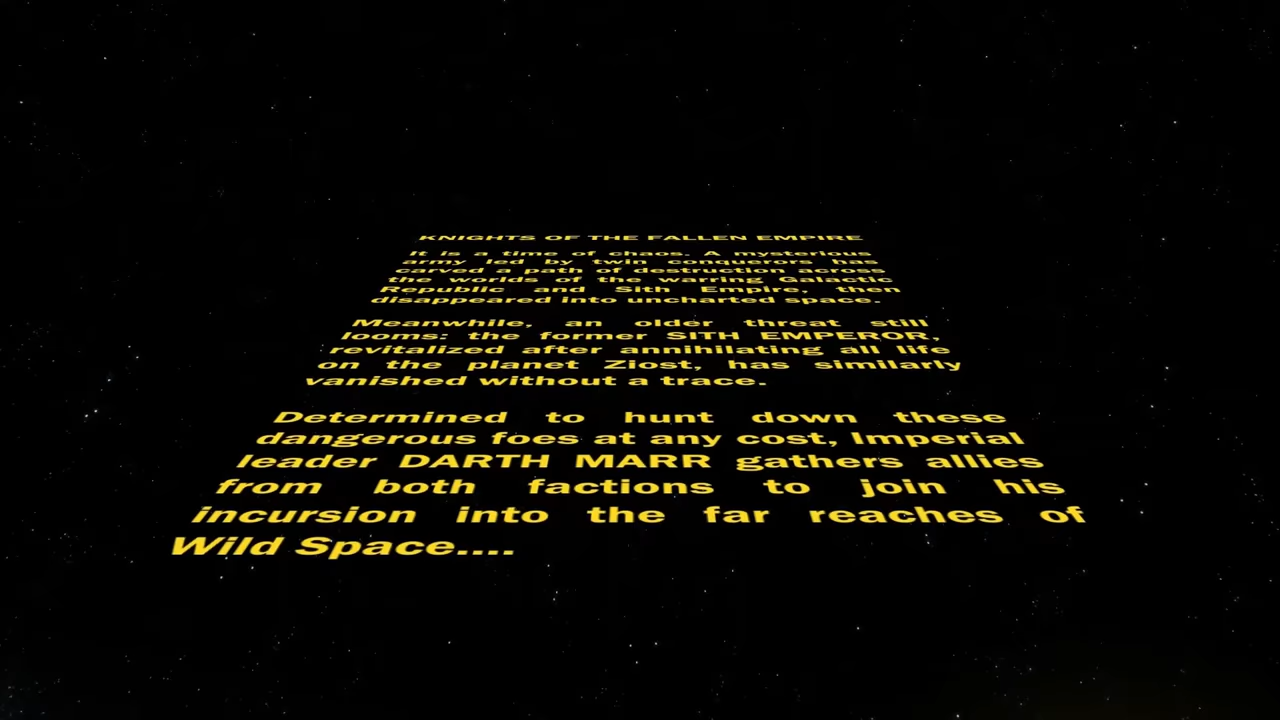 KNIGHTS OF THE FALLEN EMPIRE
It is a time of chaos. A mysterious
army led by twin conquerors has
carved a path of destruction across
the worlds of the warring Galactic
Republic and Sith Empire, then
disappeared into uncharted space.
Meanwhile, an older threat still
looms: the former SITH EMPEROR,
revitalized after annihilating all life
on the planet Ziost, has similarly
vanished without a trace.
Determined to hunt down these
dangerous foes at any cost, Imperial
leader DARTH MARR gathers allies
from both factions to join his
incursion into the far reaches of
Wild Space....